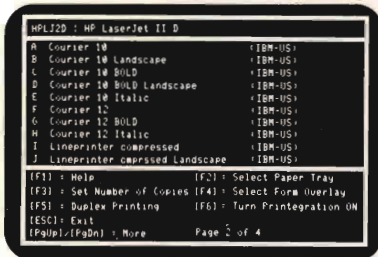 HPLJ2D : HP LaserJet II D
A Courier 10 (IBM-US)
B Courier 10 Landscape (IBM-US)
C Courier 10 BOLD (IBM-US)
D Courier 10 BOLD Landscape (IBM-US)
E Courier 10 Italic (IBM-US)
F Courier 12 (IBM-US)
G Courier 12 BOLD (IBM-US)
H Courier 12 Italic (IBM-US)
I Lineprinter compressed (IBM-US)
J Lineprinter cmprssed Landscape (IBM-US)
[F1] = Help [F2] = Select Paper Tray
[F3] = Set Number of Copies [F4] = Select Form Overlay
[F5] = Duplex Printing [F6] = Turn Printegration ON
[ESC] = Exit
[PgUp]/[PgDn] = More Page 2 of 4